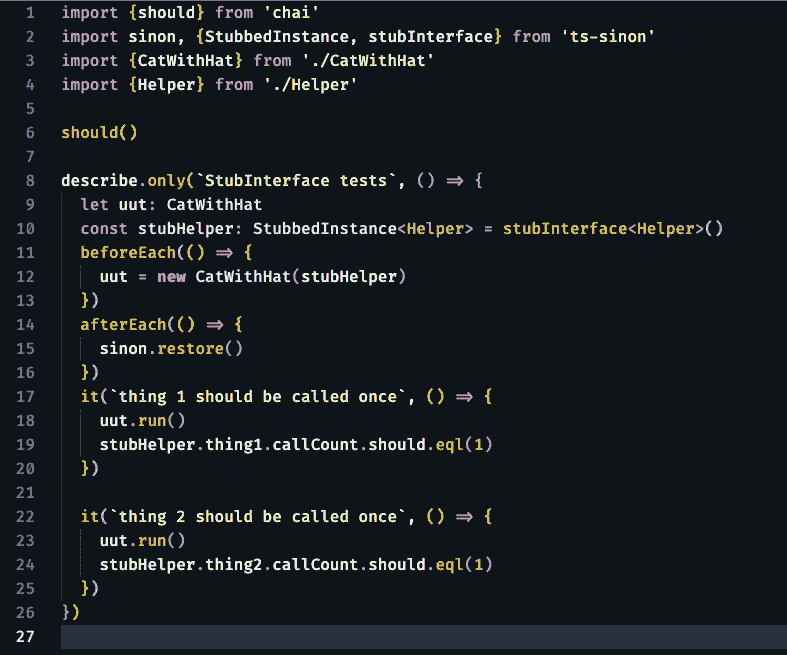 1 import {should} from 'chai'
2 import sinon, {StubbedInstance, stubInterface} from 'ts-sinon'
3 import {CatWithHat} from './CatWithHat'
4 import {Helper} from './Helper'
5
6 should()
7
8 describe.only(`StubInterface tests`, () => {
9 let uut: CatWithHat
10 const stubHelper: StubbedInstance<Helper> = stubInterface<Helper>()
11 beforeEach(() => {
12 uut = new CatWithHat(stubHelper)
13 })
14 afterEach(() => {
15 sinon.restore()
16 })
17 it(`thing 1 should be called once`, () => {
18 uut.run()
19 stubHelper.thing1.callCount.should.eql(1)
20 })
21
22 it(`thing 2 should be called once`, () => {
23 uut.run()
24 stubHelper.thing2.callCount.should.eql(1)
25 })
26 })
27